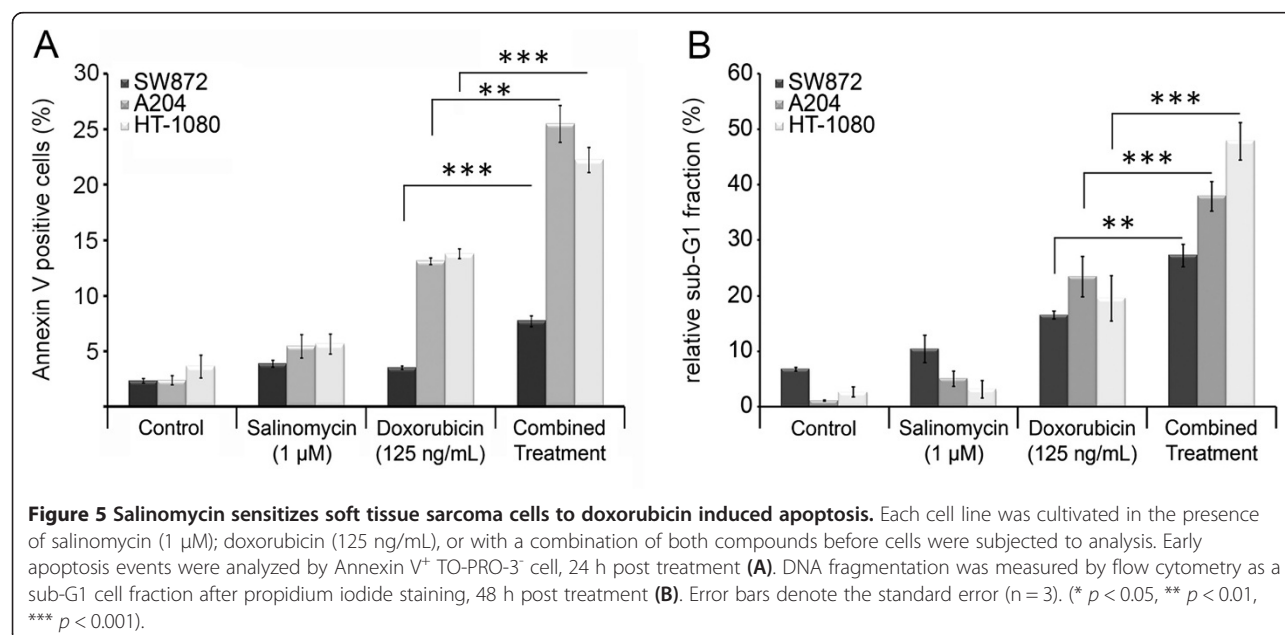 A
B
Annexin V positive cells (%)
30
25
20
15
10
5
SW872
A204
HT-1080
***
**
***
Control
Salinomycin
(1 µM)
Doxorubicin
(125 ng/mL)
Combined
Treatment
relative sub-G1 fraction (%)
60
50
40
30
20
10
0
SW872
A204
HT-1080
***
***
**
Control
Salinomycin
(1 µM)
Doxorubicin
(125 ng/mL)
Combined
Treatment
Figure 5 Salinomycin sensitizes soft tissue sarcoma cells to doxorubicin induced apoptosis. Each cell line was cultivated in the presence
of salinomycin (1 μM); doxorubicin (125 ng/mL), or with a combination of both compounds before cells were subjected to analysis. Early
apoptosis events were analyzed by Annexin V⁺ TO-PRO-3⁻ cell, 24 h post treatment (A). DNA fragmentation was measured by flow cytometry as a
sub-G1 cell fraction after propidium iodide staining, 48 h post treatment (B). Error bars denote the standard error (n = 3). (* p < 0.05, ** p < 0.01,
*** p < 0.001).